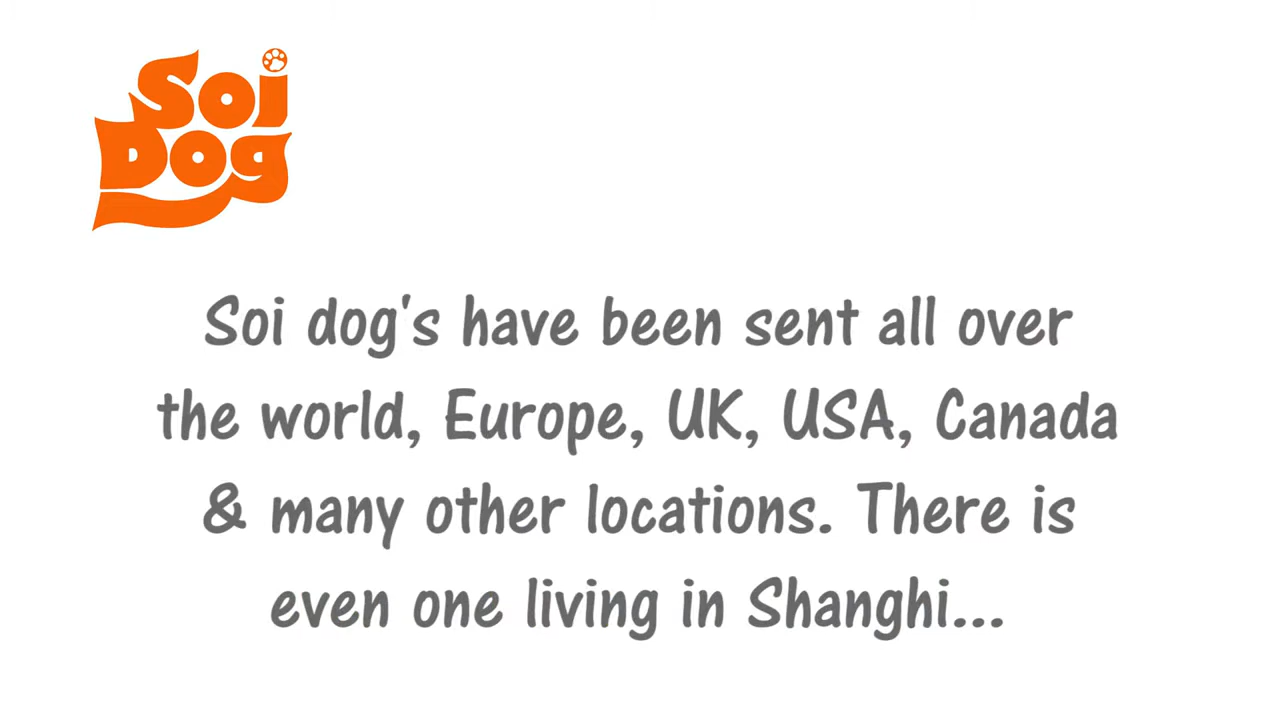 Soi
Dog
Soi dog's have been sent all over
the world, Europe, UK, USA, Canada
& many other locations. There is
even one living in Shanghi...